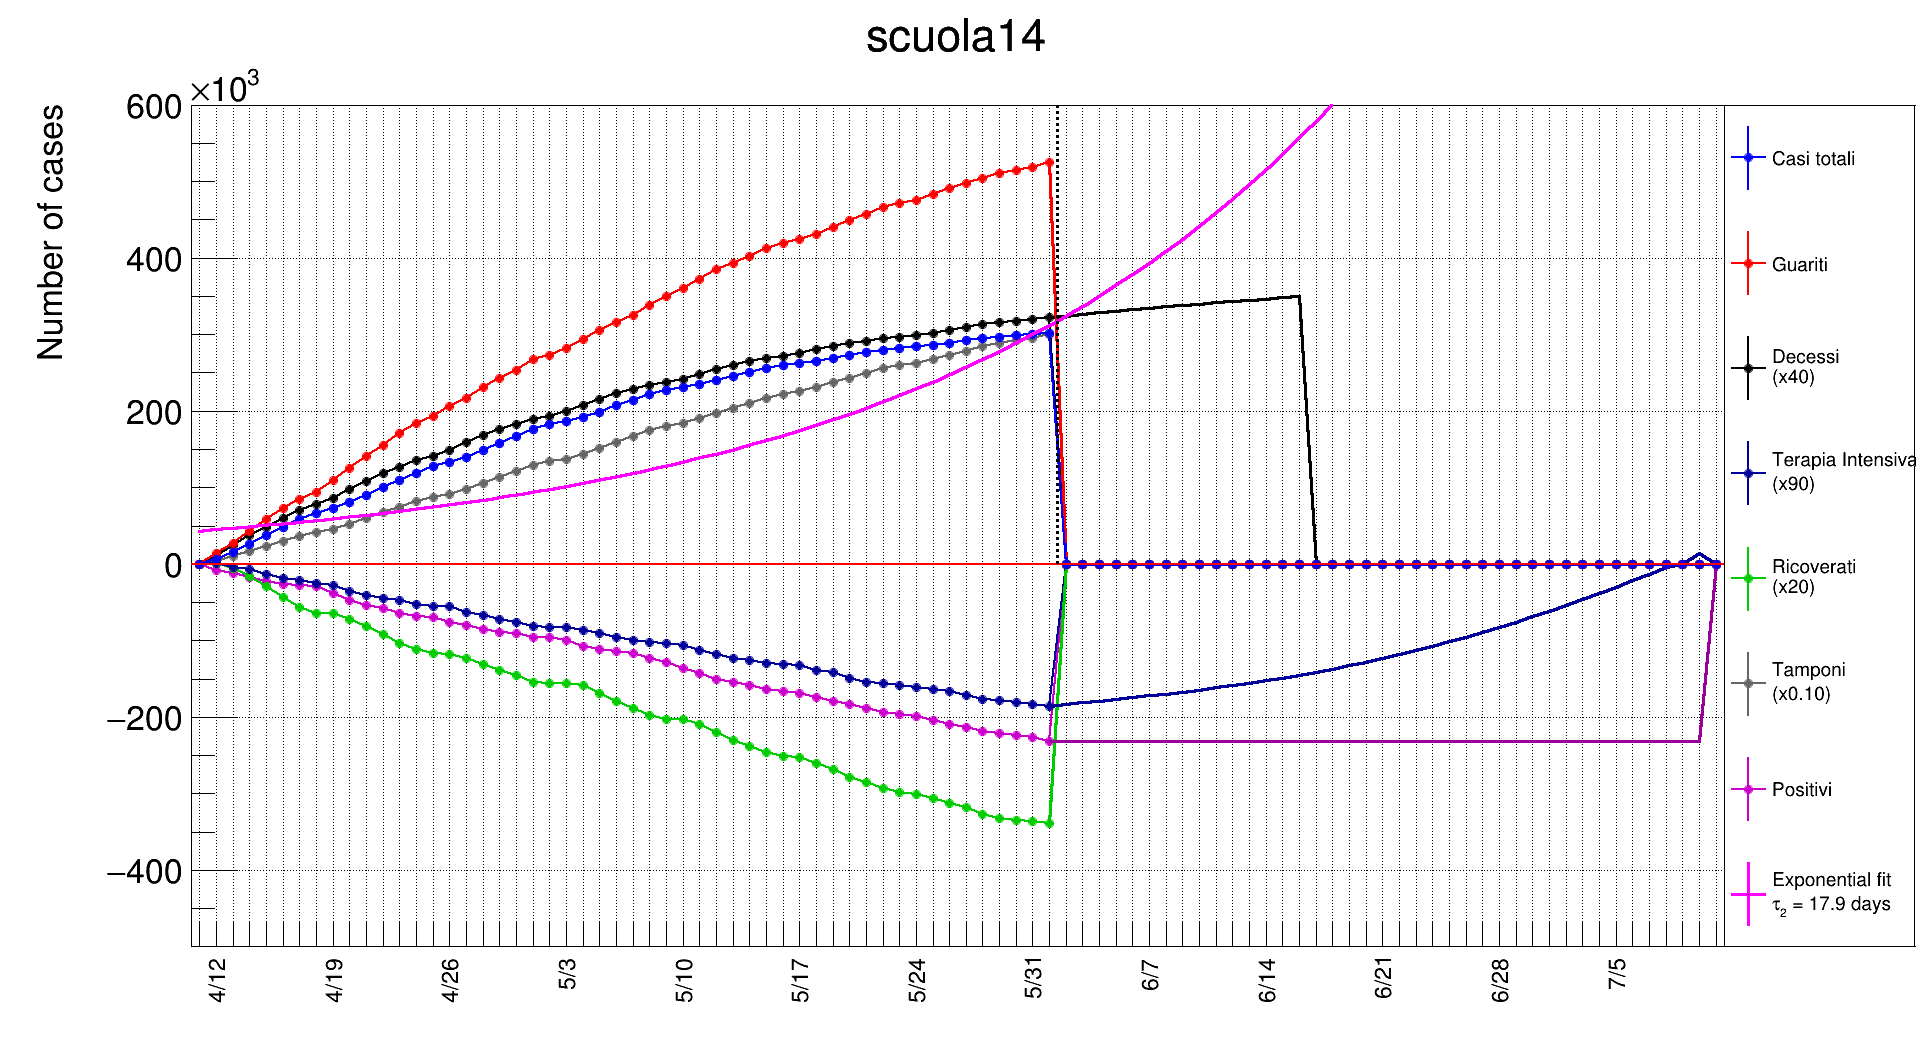 scuola14
×10³
Number of cases
600
400
200
0
−200
−400
4/12
4/19
4/26
5/3
5/10
5/17
5/24
5/31
6/7
6/14
6/21
6/28
7/5
Casi totali
Guariti
Decessi
(x40)
Terapia Intensiva
(x90)
Ricoverati
(x20)
Tamponi
(x0.10)
Positivi
Exponential fit
τ₂ = 17.9 days